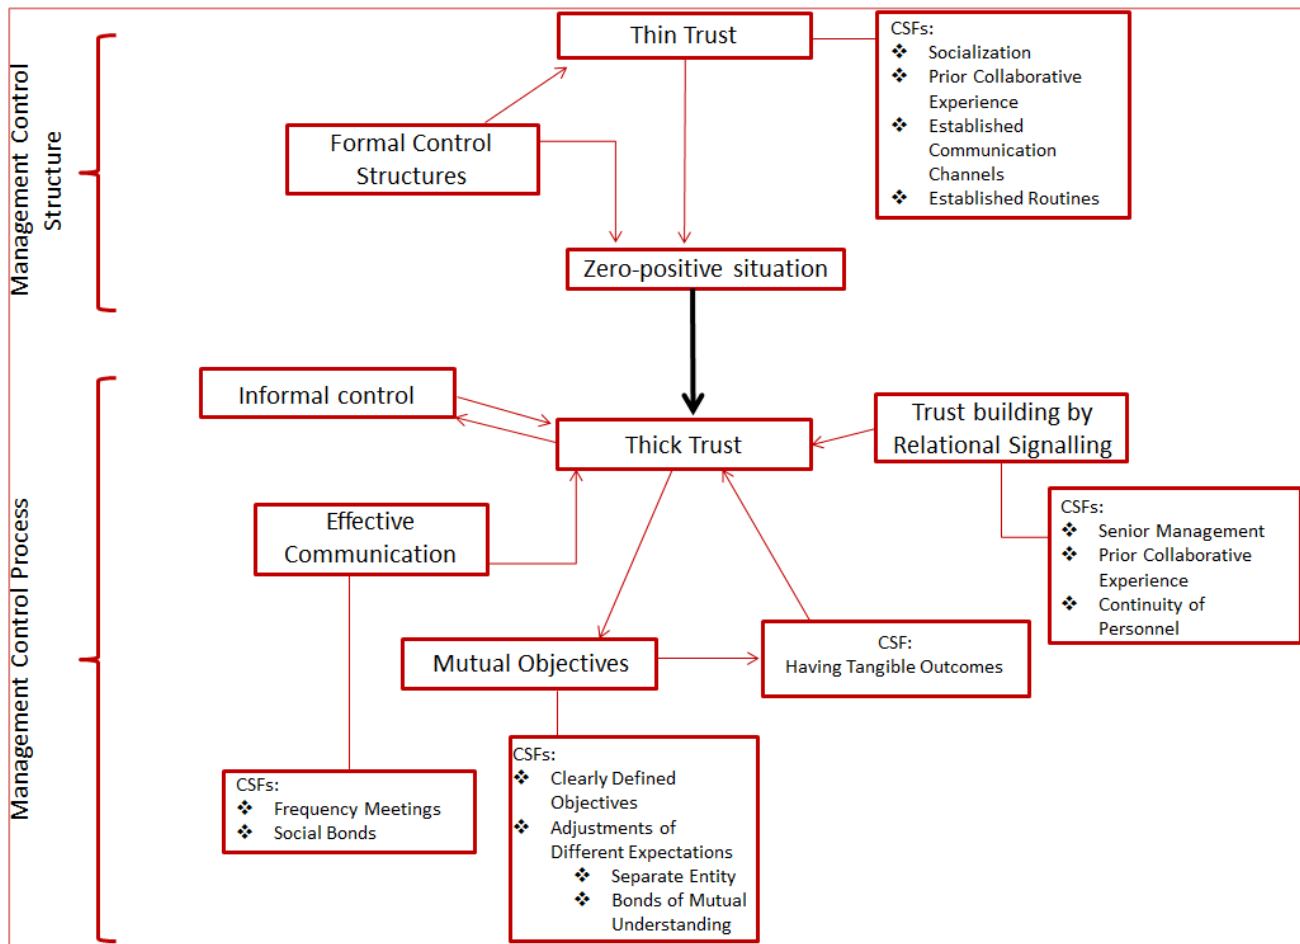 Management Control
Structure
Thin Trust
CSFs:
❖ Socialization
❖ Prior Collaborative
Experience
❖ Established
Communication
Channels
❖ Established Routines
Formal Control
Structures
Zero-positive situation
Management Control Process
Informal control
Thick Trust
Trust building by
Relational Signalling
CSFs:
❖ Senior Management
❖ Prior Collaborative
Experience
❖ Continuity of
Personnel
Effective
Communication
Mutual Objectives
CSF:
Having Tangible Outcomes
CSFs:
❖ Frequency Meetings
❖ Social Bonds
CSFs:
❖ Clearly Defined
Objectives
❖ Adjustments of
Different Expectations
❖ Separate Entity
❖ Bonds of Mutual
Understanding